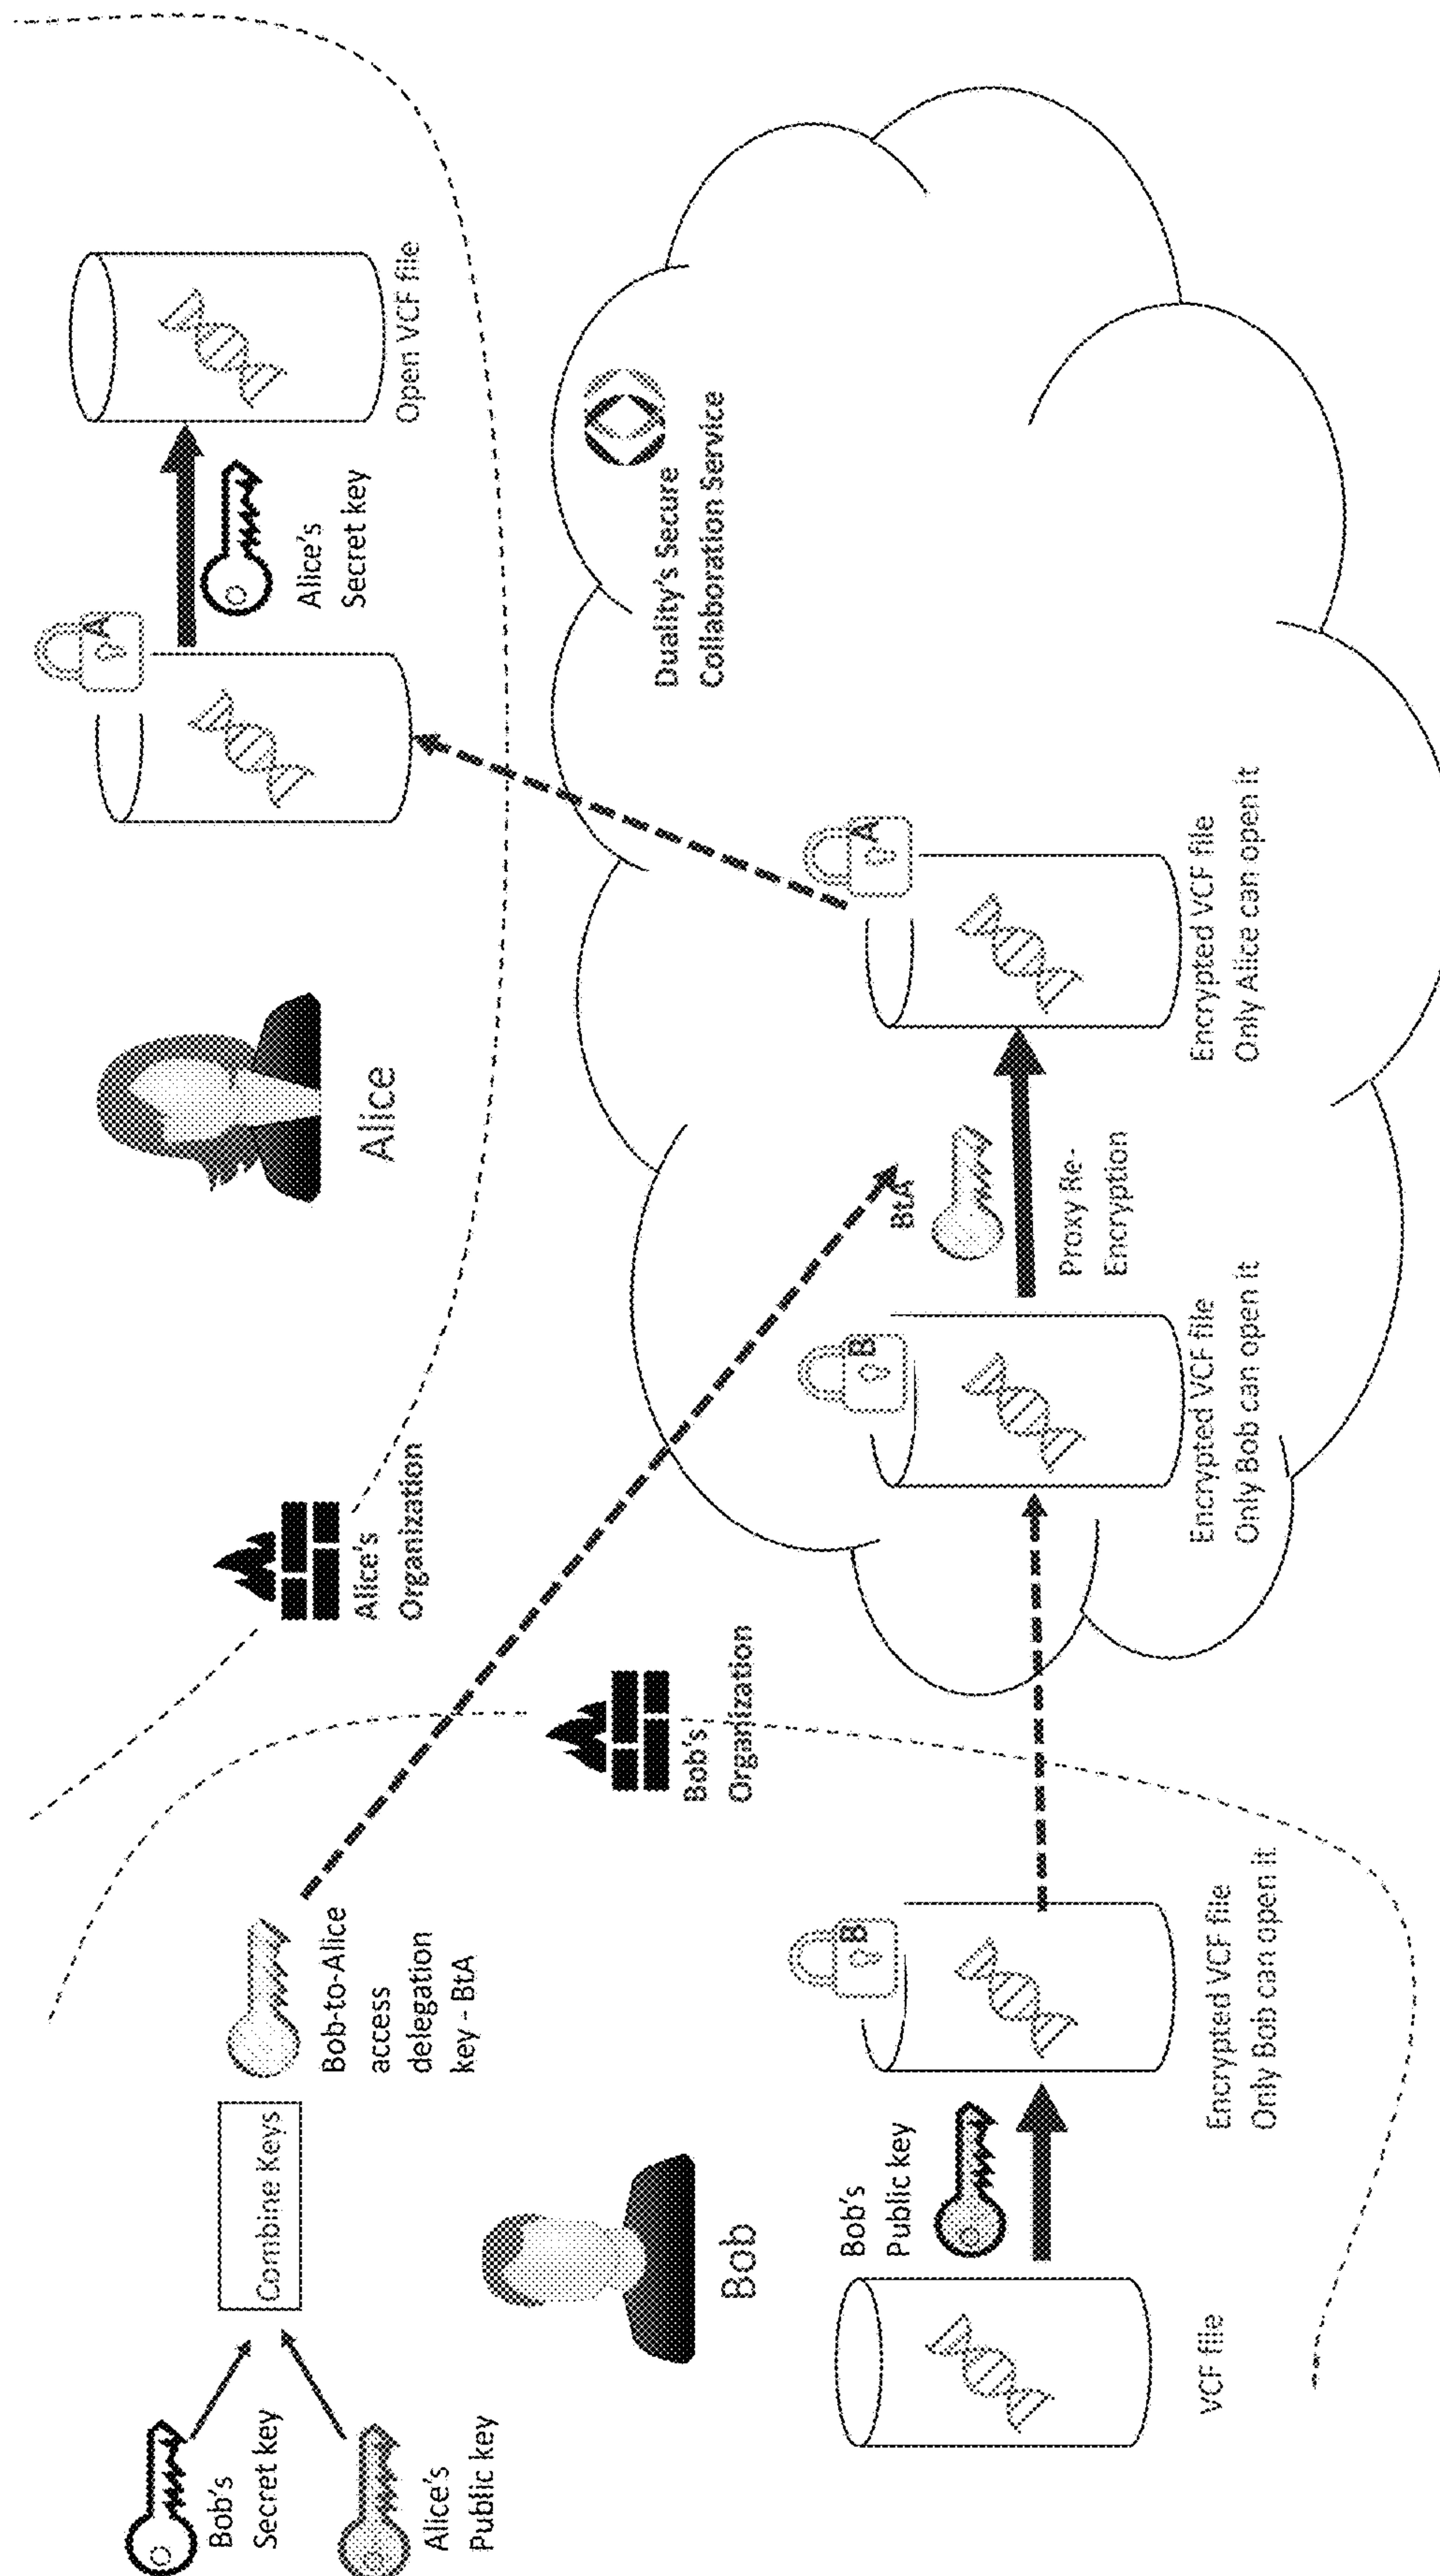 Bob's
Secret key
Alice's
Public key
Combine Keys
Bob-to-Alice
access
delegation
key - BtA
Bob
Bob's
Organization
Alice's
Organization
Alice
A
Alice's
Secret key
Open VCF file
Duality's Secure
Collaboration Service
VCF file
Bob's
Public key
B
Encrypted VCF file
Only Bob can open it
B
Encrypted VCF file
Only Bob can open it
BtA
Proxy Re-
Encryption
A
Encrypted VCF file
Only Alice can open it